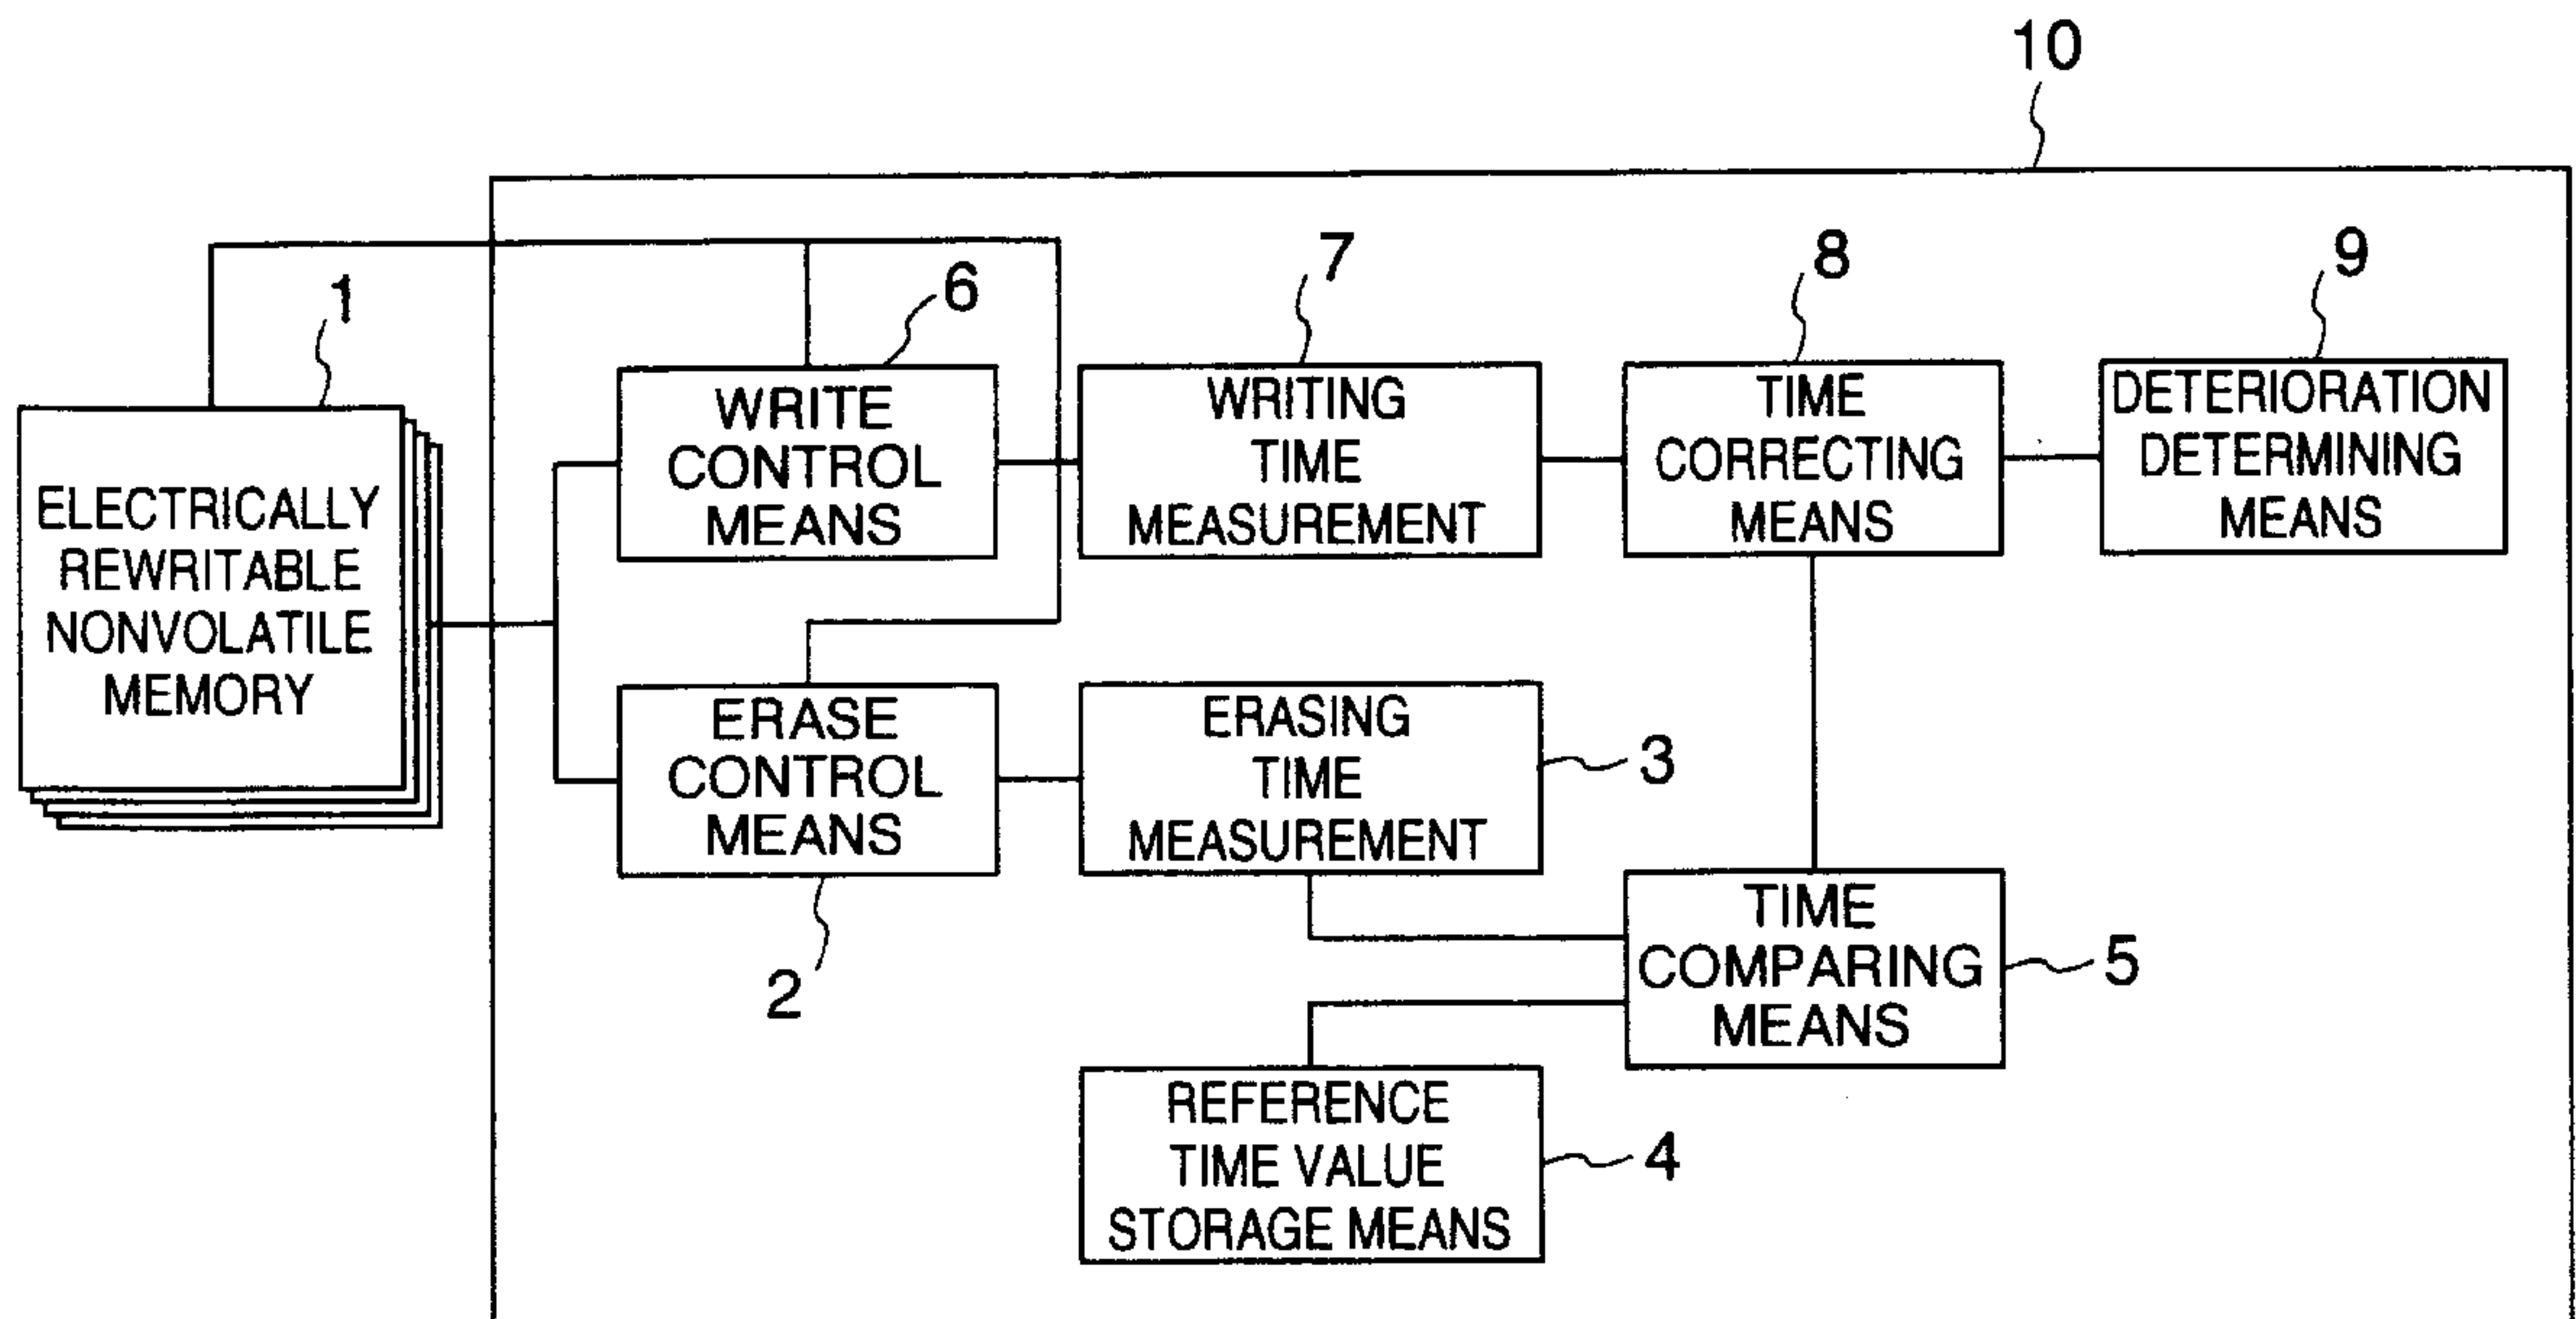 10
1
ELECTRICALLY
REWRITABLE
NONVOLATILE
MEMORY
6
WRITE
CONTROL
MEANS
7
WRITING
TIME
MEASUREMENT
8
TIME
CORRECTING
MEANS
9
DETERIORATION
DETERMINING
MEANS
ERASE
CONTROL
MEANS
2
ERASING
TIME
MEASUREMENT
3
TIME
COMPARING
MEANS
5
REFERENCE
TIME VALUE
STORAGE MEANS
4